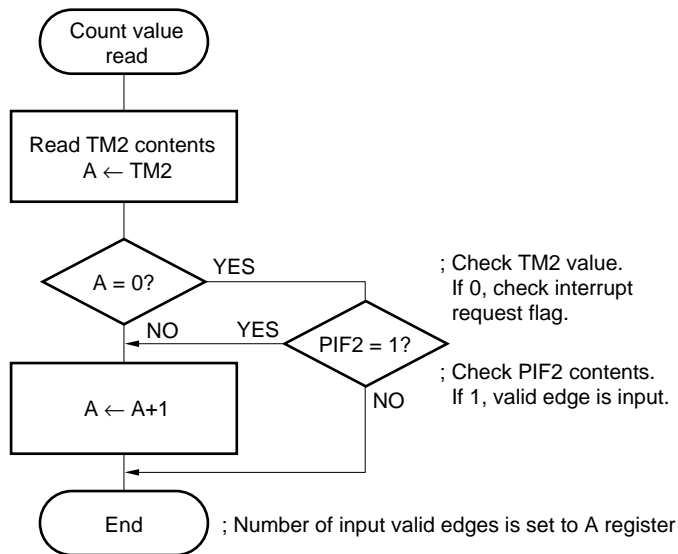 Count value
read
Read TM2 contents
A ← TM2
A = 0?
YES
; Check TM2 value.
If 0, check interrupt
request flag.
NO
YES
PIF2 = 1?
; Check PIF2 contents.
If 1, valid edge is input.
NO
A ← A+1
End
; Number of input valid edges is set to A register